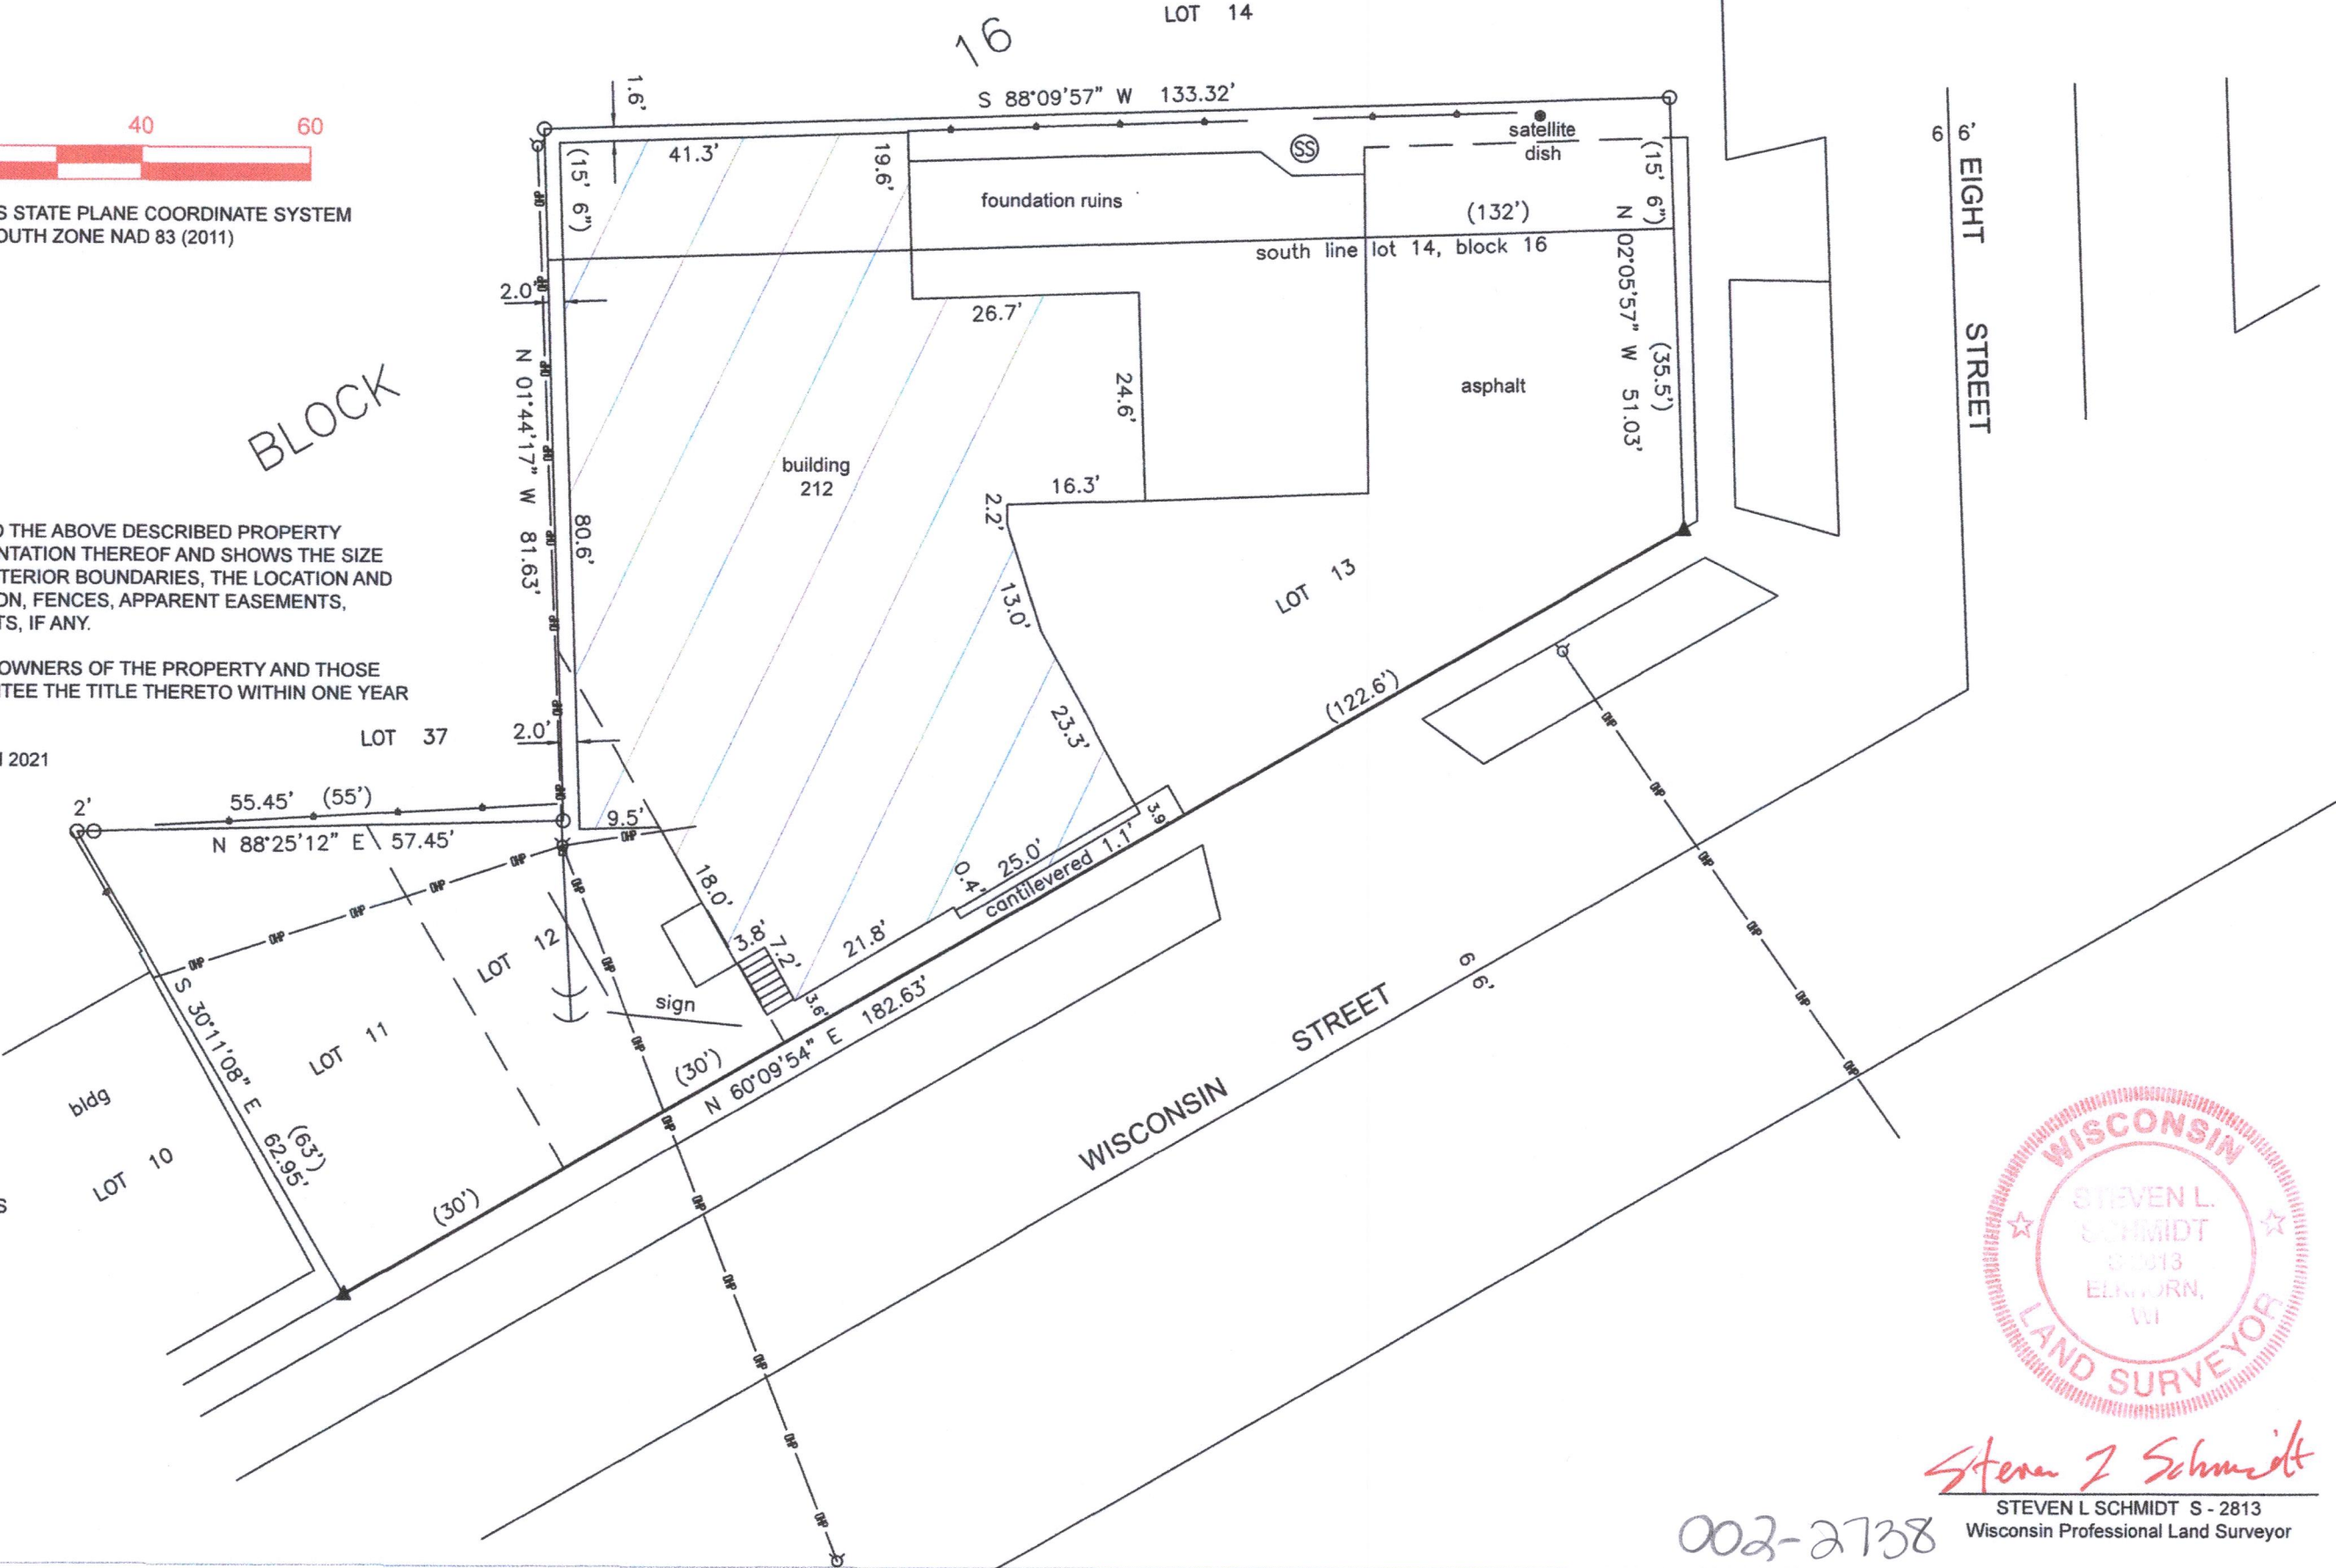 LOT 14
16
S 88°09'57" W 133.32'
1.6'
40 60
S STATE PLANE COORDINATE SYSTEM
OUTH ZONE NAD 83 (2011)
41.3'
(15' 6")
19.6'
SS
satellite
dish
(15' 6")
6 6'
EIGHT STREET
foundation ruins
(132')
south line lot 14, block 16
N 02°05'57" W 51.03'
(35.5')
2.0'
26.7'
24.6'
N 01°44'17" W 81.63'
80.6'
BLOCK
asphalt
building
212
16.3'
2.2'
13.0'
23.3'
LOT 13
(122.6')
O THE ABOVE DESCRIBED PROPERTY
NTATION THEREOF AND SHOWS THE SIZE
TERIOR BOUNDARIES, THE LOCATION AND
ON, FENCES, APPARENT EASEMENTS,
TS, IF ANY.
OWNERS OF THE PROPERTY AND THOSE
TEE THE TITLE THERETO WITHIN ONE YEAR
2021
LOT 37
2.0'
2'
55.45' (55')
N 88°25'12" E 57.45'
9.5'
18.0'
3.8'
7.2'
3.6'
21.8'
0.4'
25.0'
cantilevered 1.1'
3.9'
OHP
LOT 12
sign
LOT 11
S 30°11'08" E 62.95'
(63')
bldg
LOT 10
S
(30')
(30')
N 60°09'54" E 182.63'
WISCONSIN STREET
6 6'
WISCONSIN
STEVEN L.
SCHMIDT
ELKHORN,
WI
LAND SURVEYOR
Steven L Schmidt
STEVEN L SCHMIDT S - 2813
Wisconsin Professional Land Surveyor
002-2738